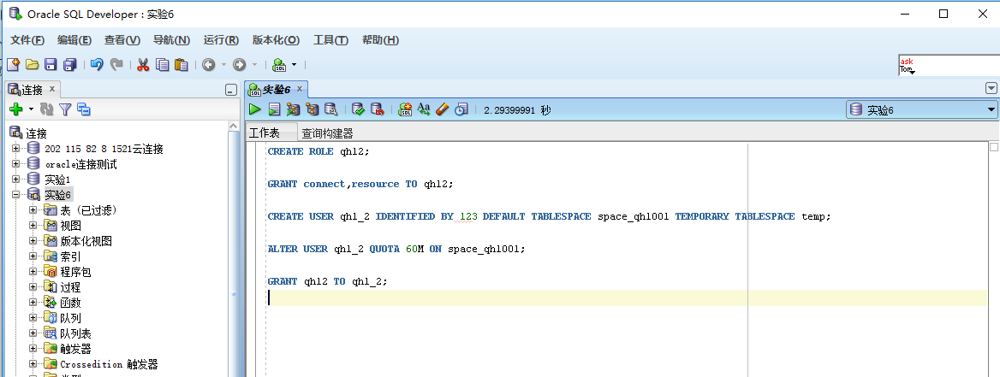 Oracle SQL Developer : 实验6
文件(F) 编辑(E) 查看(V) 导航(N) 运行(R) 版本化(O) 工具(T) 帮助(H)
ask
Tom
连接
实验6
SQL
2.29399991 秒
实验6
工作表 查询构建器
连接
202 115 82 8 1521云连接
oracle连接测试
实验1
实验6
表 (已过滤)
视图
版本化视图
索引
程序包
过程
函数
队列
队列表
触发器
Crossedition 触发器
CREATE ROLE qhl2;
GRANT connect,resource TO qhl2;
CREATE USER qhl_2 IDENTIFIED BY 123 DEFAULT TABLESPACE space_qhl001 TEMPORARY TABLESPACE temp;
ALTER USER qhl_2 QUOTA 60M ON space_qhl001;
GRANT qhl2 TO qhl_2;